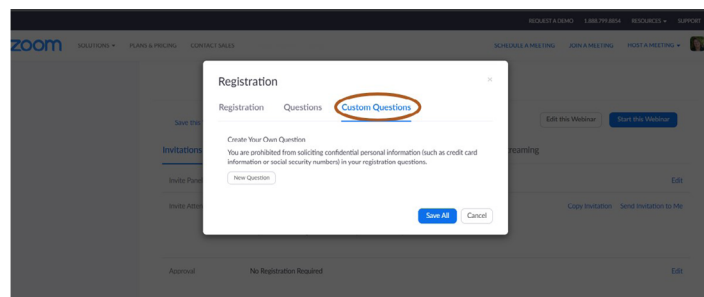 REQUEST A DEMO 1.888.799.8854 RESOURCES SUPPORT
zoom SOLUTIONS PLANS & PRICING CONTACT SALES SCHEDULE A MEETING JOIN A MEETING HOST A MEETING
Registration ×
Registration Questions Custom Questions
Save this Edit this Webinar Start this Webinar
Create Your Own Question
Invitations You are prohibited from soliciting confidential personal information (such as credit card reaming
information or social security numbers) in your registration questions.
Invite Panel New Question Edit
Invite Atten Copy Invitation Send Invitation to Me
Save All Cancel
Approval No Registration Required Edit